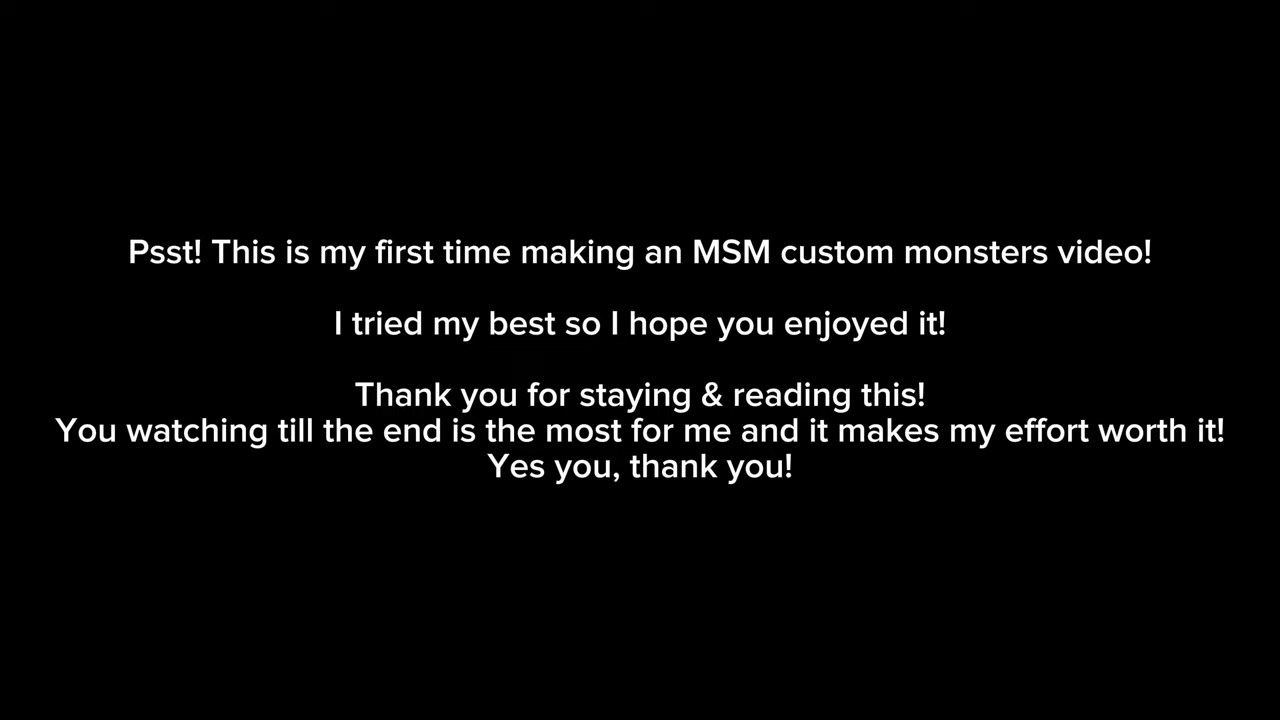 Psst! This is my first time making an MSM custom monsters video!
I tried my best so I hope you enjoyed it!
Thank you for staying & reading this!
You watching till the end is the most for me and it makes my effort worth it!
Yes you, thank you!